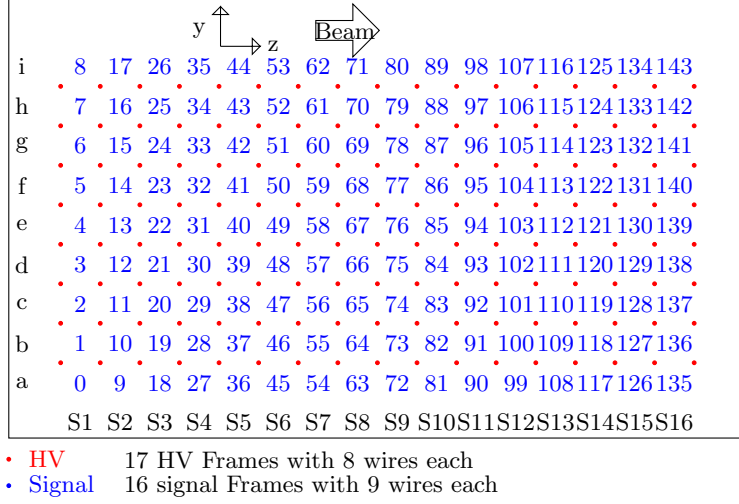 y
z
Beam
i 8 17 26 35 44 53 62 71 80 89 98 107 116 125 134 143
h 7 16 25 34 43 52 61 70 79 88 97 106 115 124 133 142
g 6 15 24 33 42 51 60 69 78 87 96 105 114 123 132 141
f 5 14 23 32 41 50 59 68 77 86 95 104 113 122 131 140
e 4 13 22 31 40 49 58 67 76 85 94 103 112 121 130 139
d 3 12 21 30 39 48 57 66 75 84 93 102 111 120 129 138
c 2 11 20 29 38 47 56 65 74 83 92 101 110 119 128 137
b 1 10 19 28 37 46 55 64 73 82 91 100 109 118 127 136
a 0 9 18 27 36 45 54 63 72 81 90 99 108 117 126 135
S1 S2 S3 S4 S5 S6 S7 S8 S9 S10 S11 S12 S13 S14 S15 S16
HV 17 HV Frames with 8 wires each
Signal 16 signal Frames with 9 wires each